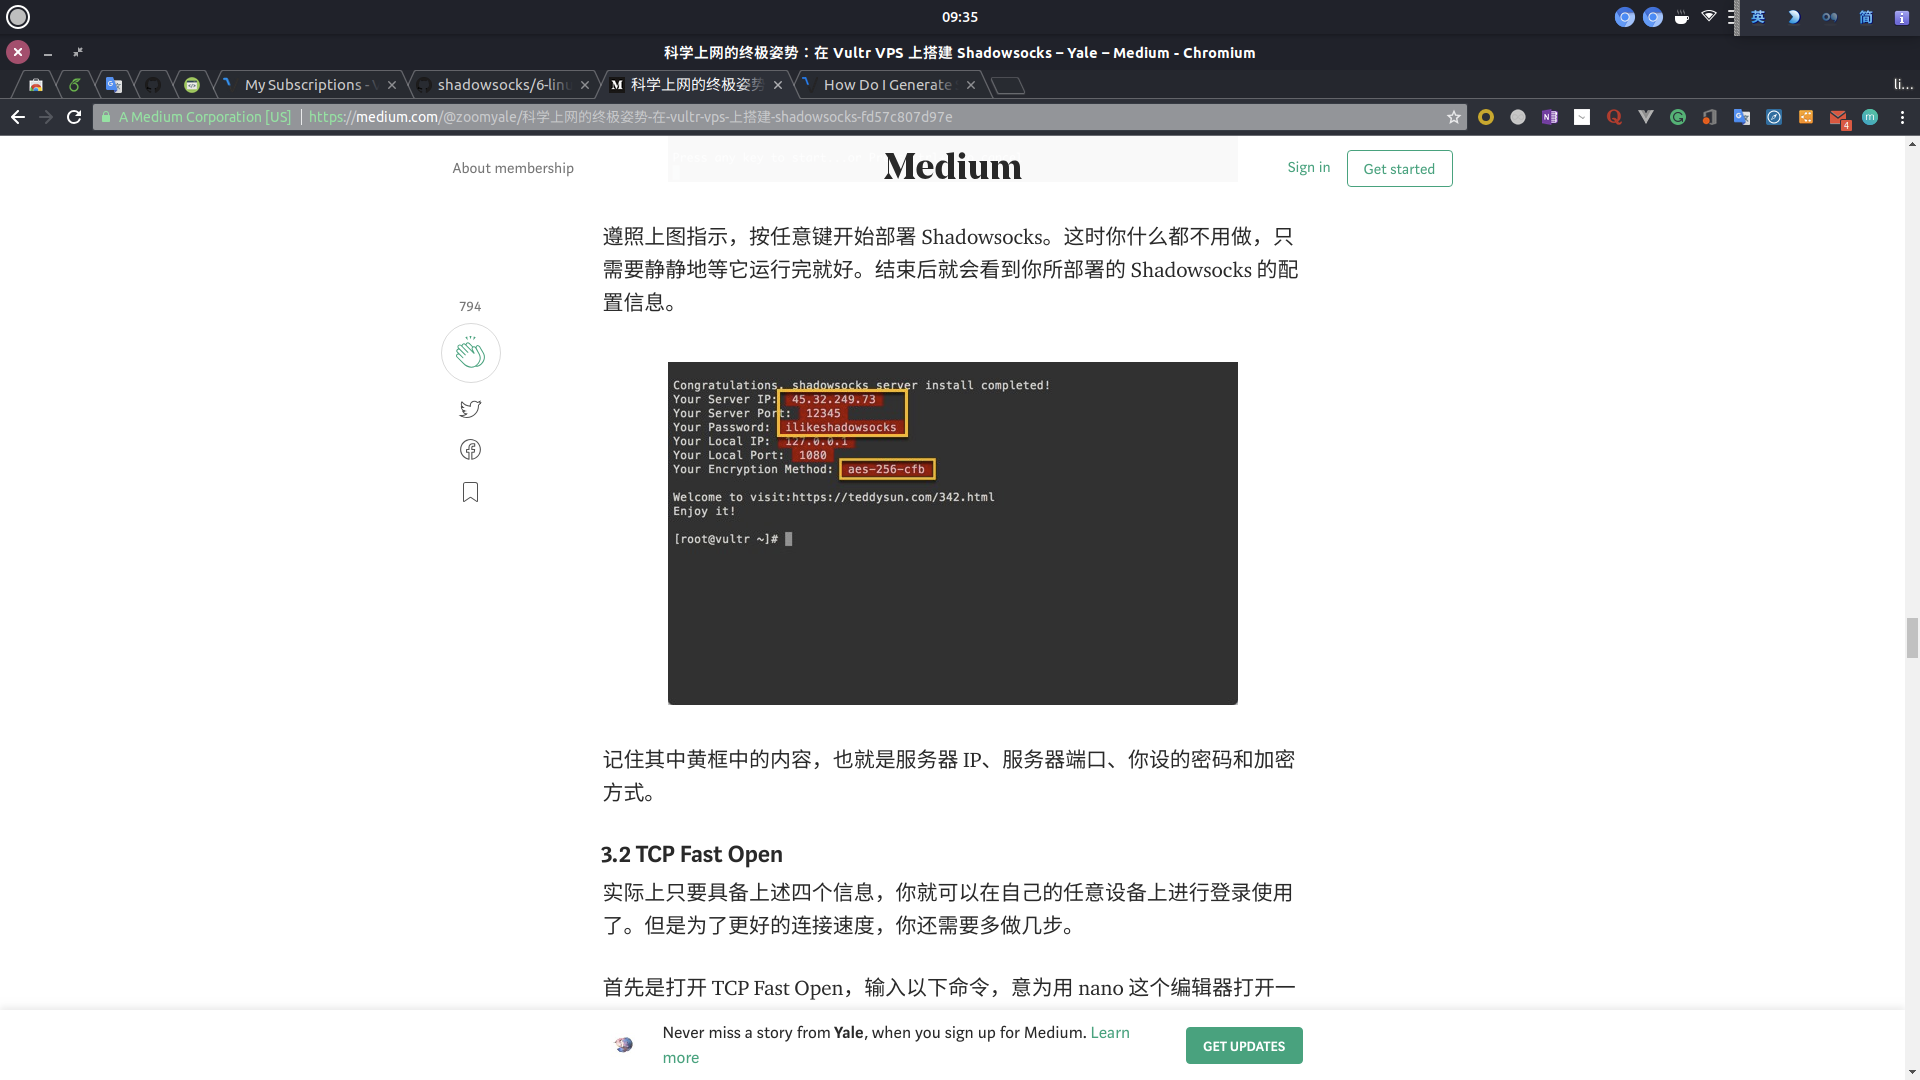 09:35
英
简
科学上网的终极姿势：在 Vultr VPS 上搭建 Shadowsocks – Yale – Medium - Chromium
My Subscriptions -
shadowsocks/6-linu
科学上网的终极姿势
How Do I Generate
li...
A Medium Corporation [US] | https://medium.com/@zoomyale/科学上网的终极姿势-在-vultr-vps-上搭建-shadowsocks-fd57c807d97e
4
About membership
Medium
Sign in
Get started
遵照上图指示，按任意键开始部署 Shadowsocks。这时你什么都不用做，只
需要静静地等它运行完就好。结束后就会看到你所部署的 Shadowsocks 的配
置信息。
794
Congratulations, shadowsocks server install completed!
Your Server IP: 45.32.249.73
Your Server Port: 12345
Your Password: ilikeshadowsocks
Your Local IP: 127.0.0.1
Your Local Port: 1080
Your Encryption Method: aes-256-cfb
Welcome to visit:https://teddysun.com/342.html
Enjoy it!
[root@vultr ~]#
记住其中黄框中的内容，也就是服务器 IP、服务器端口、你设的密码和加密
方式。
3.2 TCP Fast Open
实际上只要具备上述四个信息，你就可以在自己的任意设备上进行登录使用
了。但是为了更好的连接速度，你还需要多做几步。
首先是打开 TCP Fast Open，输入以下命令，意为用 nano 这个编辑器打开一
Never miss a story from Yale, when you sign up for Medium. Learn
more
GET UPDATES